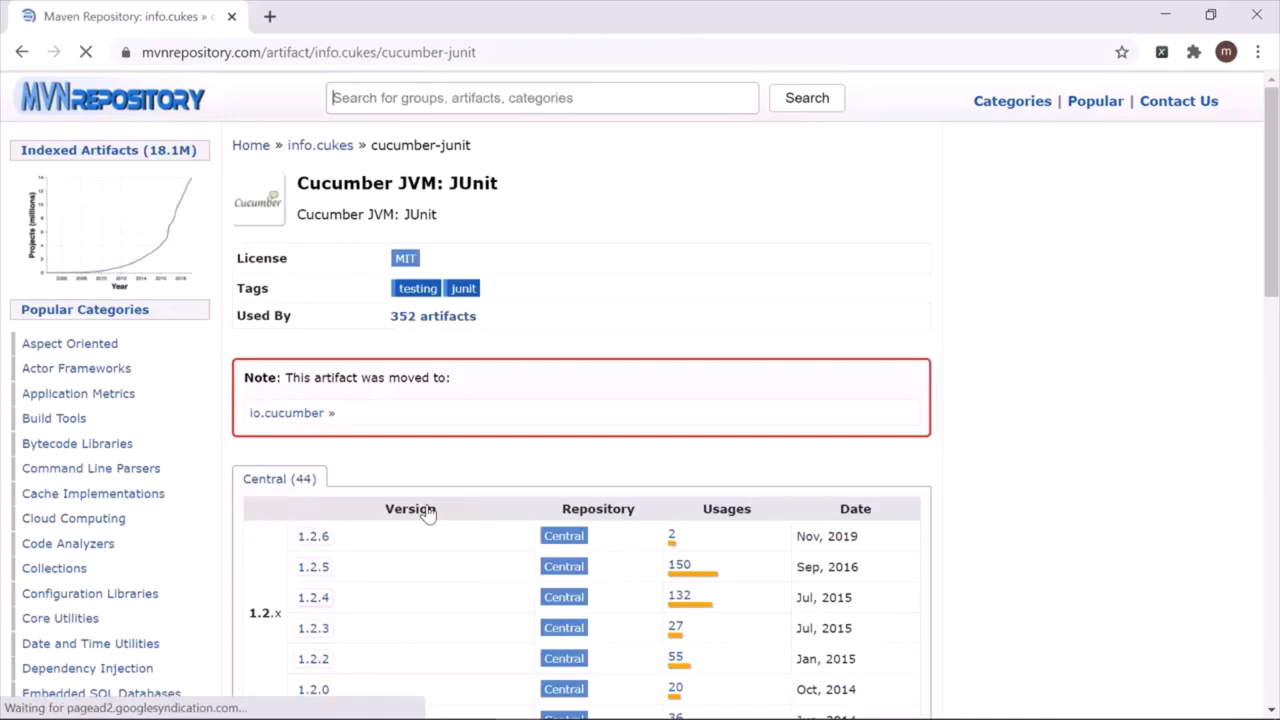 Maven Repository: info.cukes » c
mvnrepository.com/artifact/info.cukes/cucumber-junit
m
MVNREPOSITORY
Search for groups, artifacts, categories
Search
Categories | Popular | Contact Us
Indexed Artifacts (18.1M)
Projects (millions)
Year
Popular Categories
Aspect Oriented
Actor Frameworks
Application Metrics
Build Tools
Bytecode Libraries
Command Line Parsers
Cache Implementations
Cloud Computing
Code Analyzers
Collections
Configuration Libraries
Core Utilities
Date and Time Utilities
Dependency Injection
Embedded SQL Databases
Home » info.cukes » cucumber-junit
Cucumber
Cucumber JVM: JUnit
Cucumber JVM: JUnit
License MIT
Tags testing junit
Used By 352 artifacts
Note: This artifact was moved to:
io.cucumber »
Central (44)
Version Repository Usages Date
1.2.x
1.2.6 Central 2 Nov, 2019
1.2.5 Central 150 Sep, 2016
1.2.4 Central 132 Jul, 2015
1.2.3 Central 27 Jul, 2015
1.2.2 Central 55 Jan, 2015
1.2.0 Central 20 Oct, 2014
Waiting for pagead2.googlesyndication.com...